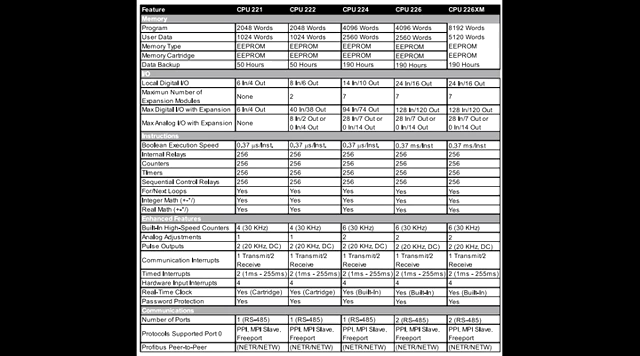 Feature CPU 221 CPU 222 CPU 224 CPU 226 CPU 226XM
Memory
Program 2048 Words 2048 Words 4096 Words 4096 Words 8192 Words
User Data 1024 Words 1024 Words 2560 Words 2560 Words 5120 Words
Memory Type EEPROM EEPROM EEPROM EEPROM EEPROM
Memory Cartridge EEPROM EEPROM EEPROM EEPROM EEPROM
Data Backup 50 Hours 50 Hours 190 Hours 190 Hours 190 Hours
I/O
Local Digital I/O 6 In/4 Out 8 In/6 Out 14 In/10 Out 24 In/16 Out 24 In/16 Out
Maximun Number of
Expansion Modules None 2 7 7 7
Max Digital I/O with Expansion 6 In/4 Out 40 In/38 Out 94 In/74 Out 128 In/120 Out 128 In/120 Out
Max Analog I/O with Expansion None 8 In/2 Out or 28 In/7 Out or 28 In/7 Out or 28 In/7 Out or
0 In/4 Out 0 In/14 Out 0 In/14 Out 0 In/14 Out
Instructions
Boolean Execution Speed 0.37 µs/Inst. 0.37 µs/Inst. 0.37 µs/Inst. 0.37 ms/Inst 0.37 ms/Inst
Internal Relays 256 256 256 256 256
Counters 256 256 256 256 256
Timers 256 256 256 256 256
Sequential Control Relays 256 256 256 256 256
For/Next Loops Yes Yes Yes Yes Yes
Integer Math (+-*/) Yes Yes Yes Yes Yes
Real Math (+-*/) Yes Yes Yes Yes Yes
Enhanced Features
Built-In High-Speed Counters 4 (30 KHz) 4 (30 KHz) 6 (30 KHz) 6 (30 KHz) 6 (30 KHz)
Analog Adjustments 1 1 2 2 2
Pulse Outputs 2 (20 KHz, DC) 2 (20 KHz, DC) 2 (20 KHz, DC) 2 (20 KHz, DC) 2 (20 KHz, DC)
Communication Interrupts 1 Transmit/2 1 Transmit/2 1 Transmit/2 1 Transmit/2 1 Transmit/2
Receive Receive Receive Receive Receive
Timed Interrupts 2 (1ms - 255ms) 2 (1ms - 255ms) 2 (1ms - 255ms) 2 (1ms - 255ms) 2 (1ms - 255ms)
Hardware Input Interrupts 4 4 4 4 4
Real-Time Clock Yes (Cartridge) Yes (Cartridge) Yes (Built-In) Yes (Built-In) Yes (Built-In)
Password Protection Yes Yes Yes Yes Yes
Communications
Number of Ports 1 (RS-485) 1 (RS-485) 1 (RS-485) 2 (RS-485) 2 (RS-485)
Protocols Supported Port 0 PPI, MPI Slave, PPI, MPI Slave, PPI, MPI Slave, PPI, MPI Slave, PPI, MPI Slave,
Freeport Freeport Freeport Freeport Freeport
Profibus Peer-to-Peer (NETR/NETW) (NETR/NETW) (NETR/NETW) (NETR/NETW) (NETR/NETW)